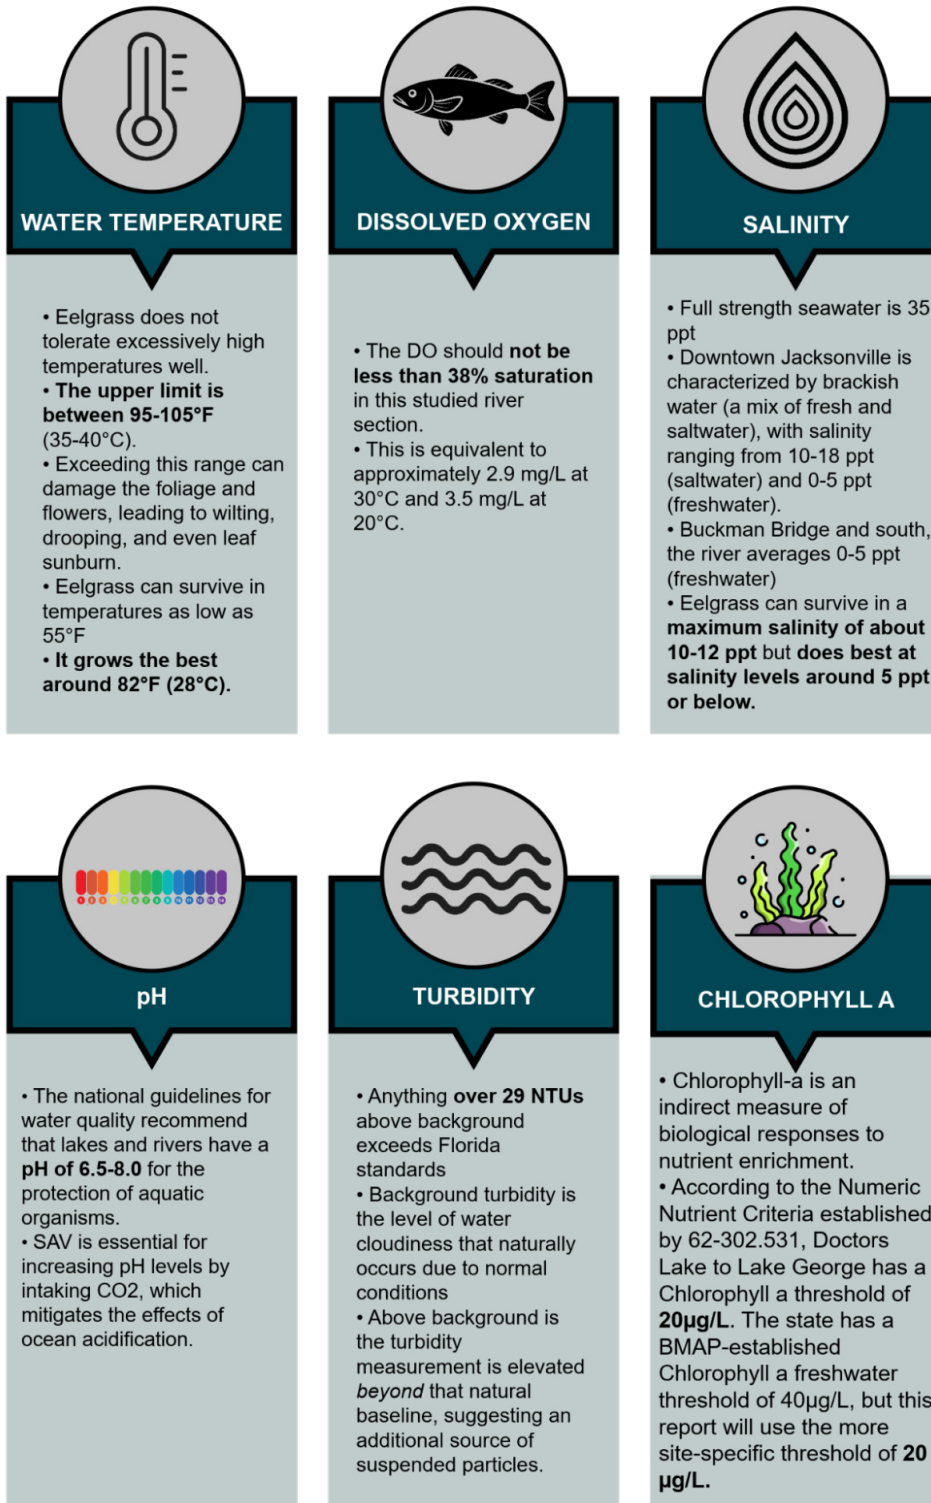 WATER TEMPERATURE
• Eelgrass does not
tolerate excessively high
temperatures well.
• The upper limit is
between 95-105°F
(35-40°C).
• Exceeding this range can
damage the foliage and
flowers, leading to wilting,
drooping, and even leaf
sunburn.
• Eelgrass can survive in
temperatures as low as
55°F
• It grows the best
around 82°F (28°C).
DISSOLVED OXYGEN
• The DO should not be
less than 38% saturation
in this studied river
section.
• This is equivalent to
approximately 2.9 mg/L at
30°C and 3.5 mg/L at
20°C.
SALINITY
• Full strength seawater is 35
ppt
• Downtown Jacksonville is
characterized by brackish
water (a mix of fresh and
saltwater), with salinity
ranging from 10-18 ppt
(saltwater) and 0-5 ppt
(freshwater).
• Buckman Bridge and south,
the river averages 0-5 ppt
(freshwater)
• Eelgrass can survive in a
maximum salinity of about
10-12 ppt but does best at
salinity levels around 5 ppt
or below.
1 2 3 4 5 6 7 8 9 10 11 12 13 14
pH
• The national guidelines for
water quality recommend
that lakes and rivers have a
pH of 6.5-8.0 for the
protection of aquatic
organisms.
• SAV is essential for
increasing pH levels by
intaking CO2, which
mitigates the effects of
ocean acidification.
TURBIDITY
• Anything over 29 NTUs
above background
exceeds Florida
standards
• Background turbidity is
the level of water
cloudiness that naturally
occurs due to normal
conditions
• Above background is
the turbidity
measurement is elevated
beyond that natural
baseline, suggesting an
additional source of
suspended particles.
CHLOROPHYLL A
• Chlorophyll-a is an
indirect measure of
biological responses to
nutrient enrichment.
• According to the Numeric
Nutrient Criteria established
by 62-302.531, Doctors
Lake to Lake George has a
Chlorophyll a threshold of
20µg/L. The state has a
BMAP-established
Chlorophyll a freshwater
threshold of 40µg/L, but this
report will use the more
site-specific threshold of 20
µg/L.